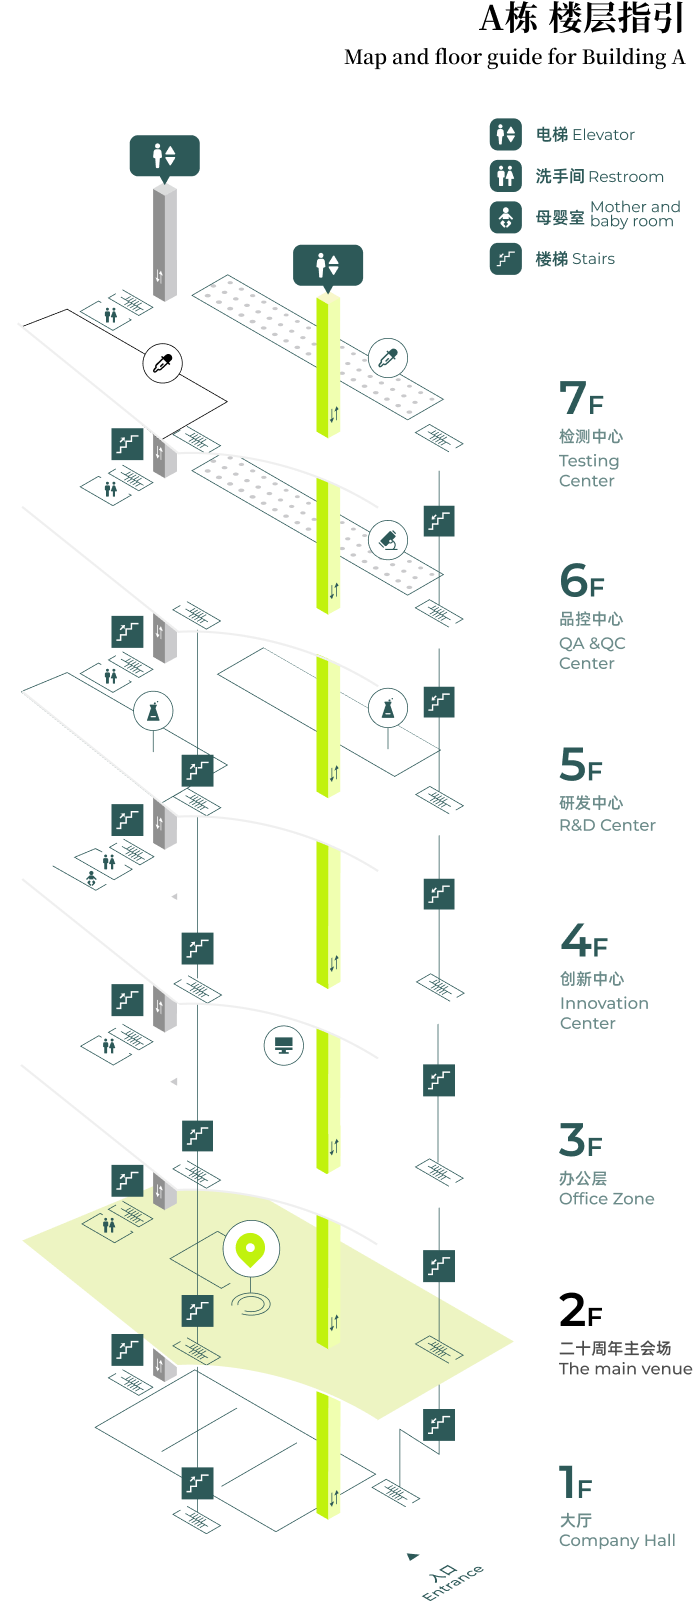 A栋 楼层指引
Map and floor guide for Building A
电梯 Elevator
洗手间 Restroom
母婴室 Mother and
baby room
楼梯 Stairs
7F
检测中心
Testing
Center
6F
品控中心
QA &QC
Center
5F
研发中心
R&D Center
4F
创新中心
Innovation
Center
3F
办公层
Office Zone
2F
二十周年主会场
The main venue
1F
大厅
Company Hall
入口
Entrance